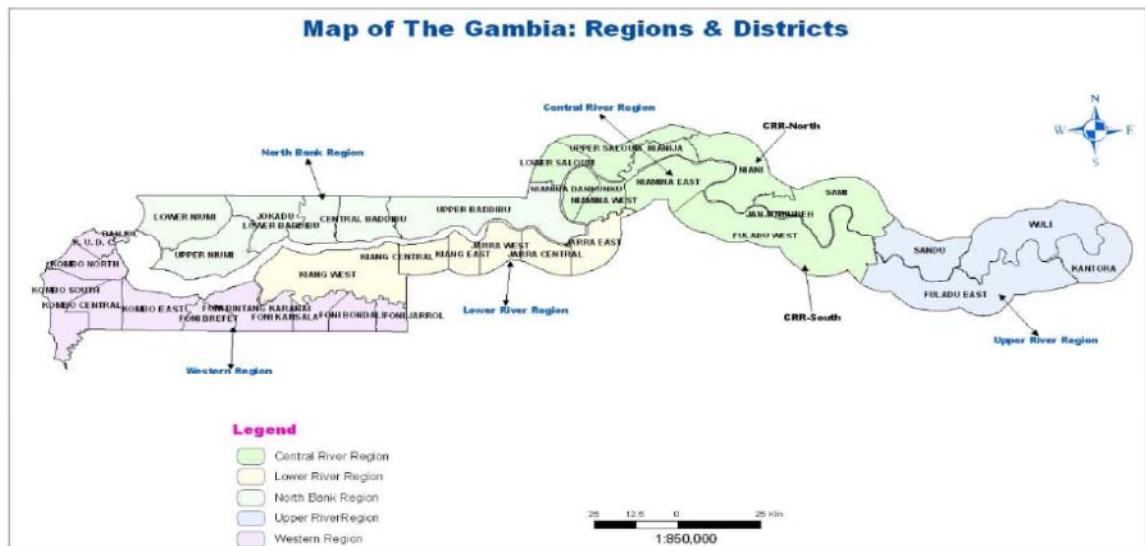 Map of The Gambia: Regions & Districts
Central River Region
CRR-North
North Bank Region
N
W
E
S
UPPER SALOUM
NIANIJA
LOWER SALOUM
NIANI
NIAMINA DANKUNKU
NIAMINA EAST
NIAMINA WEST
SAMI
JANJANBUREH
FULADU WEST
LOWER NIUMI
JOKADU
LOWER BADDIBU
CENTRAL BADDIBU
UPPER BADDIBU
UPPER NIUMI
BANJUL
K. U. D. C
KOMBO NORTH
KOMBO SOUTH
KOMBO CENTRAL
KOMBO EAST
KIANG WEST
KIANG CENTRAL
KIANG EAST
JARRA WEST
JARRA CENTRAL
JARRA EAST
FONI BREFET
FONI BINTANG KARANAI
FONI KANSALA
FONI BONDALI
FONI JARROL
SANDU
WULI
KANTORA
FULADU EAST
Lower River Region
CRR-South
Upper River Region
Western Region
Legend
Central River Region
Lower River Region
North Bank Region
Upper RiverRegion
Western Region
25 12.5 0 25 Km
1:850,000